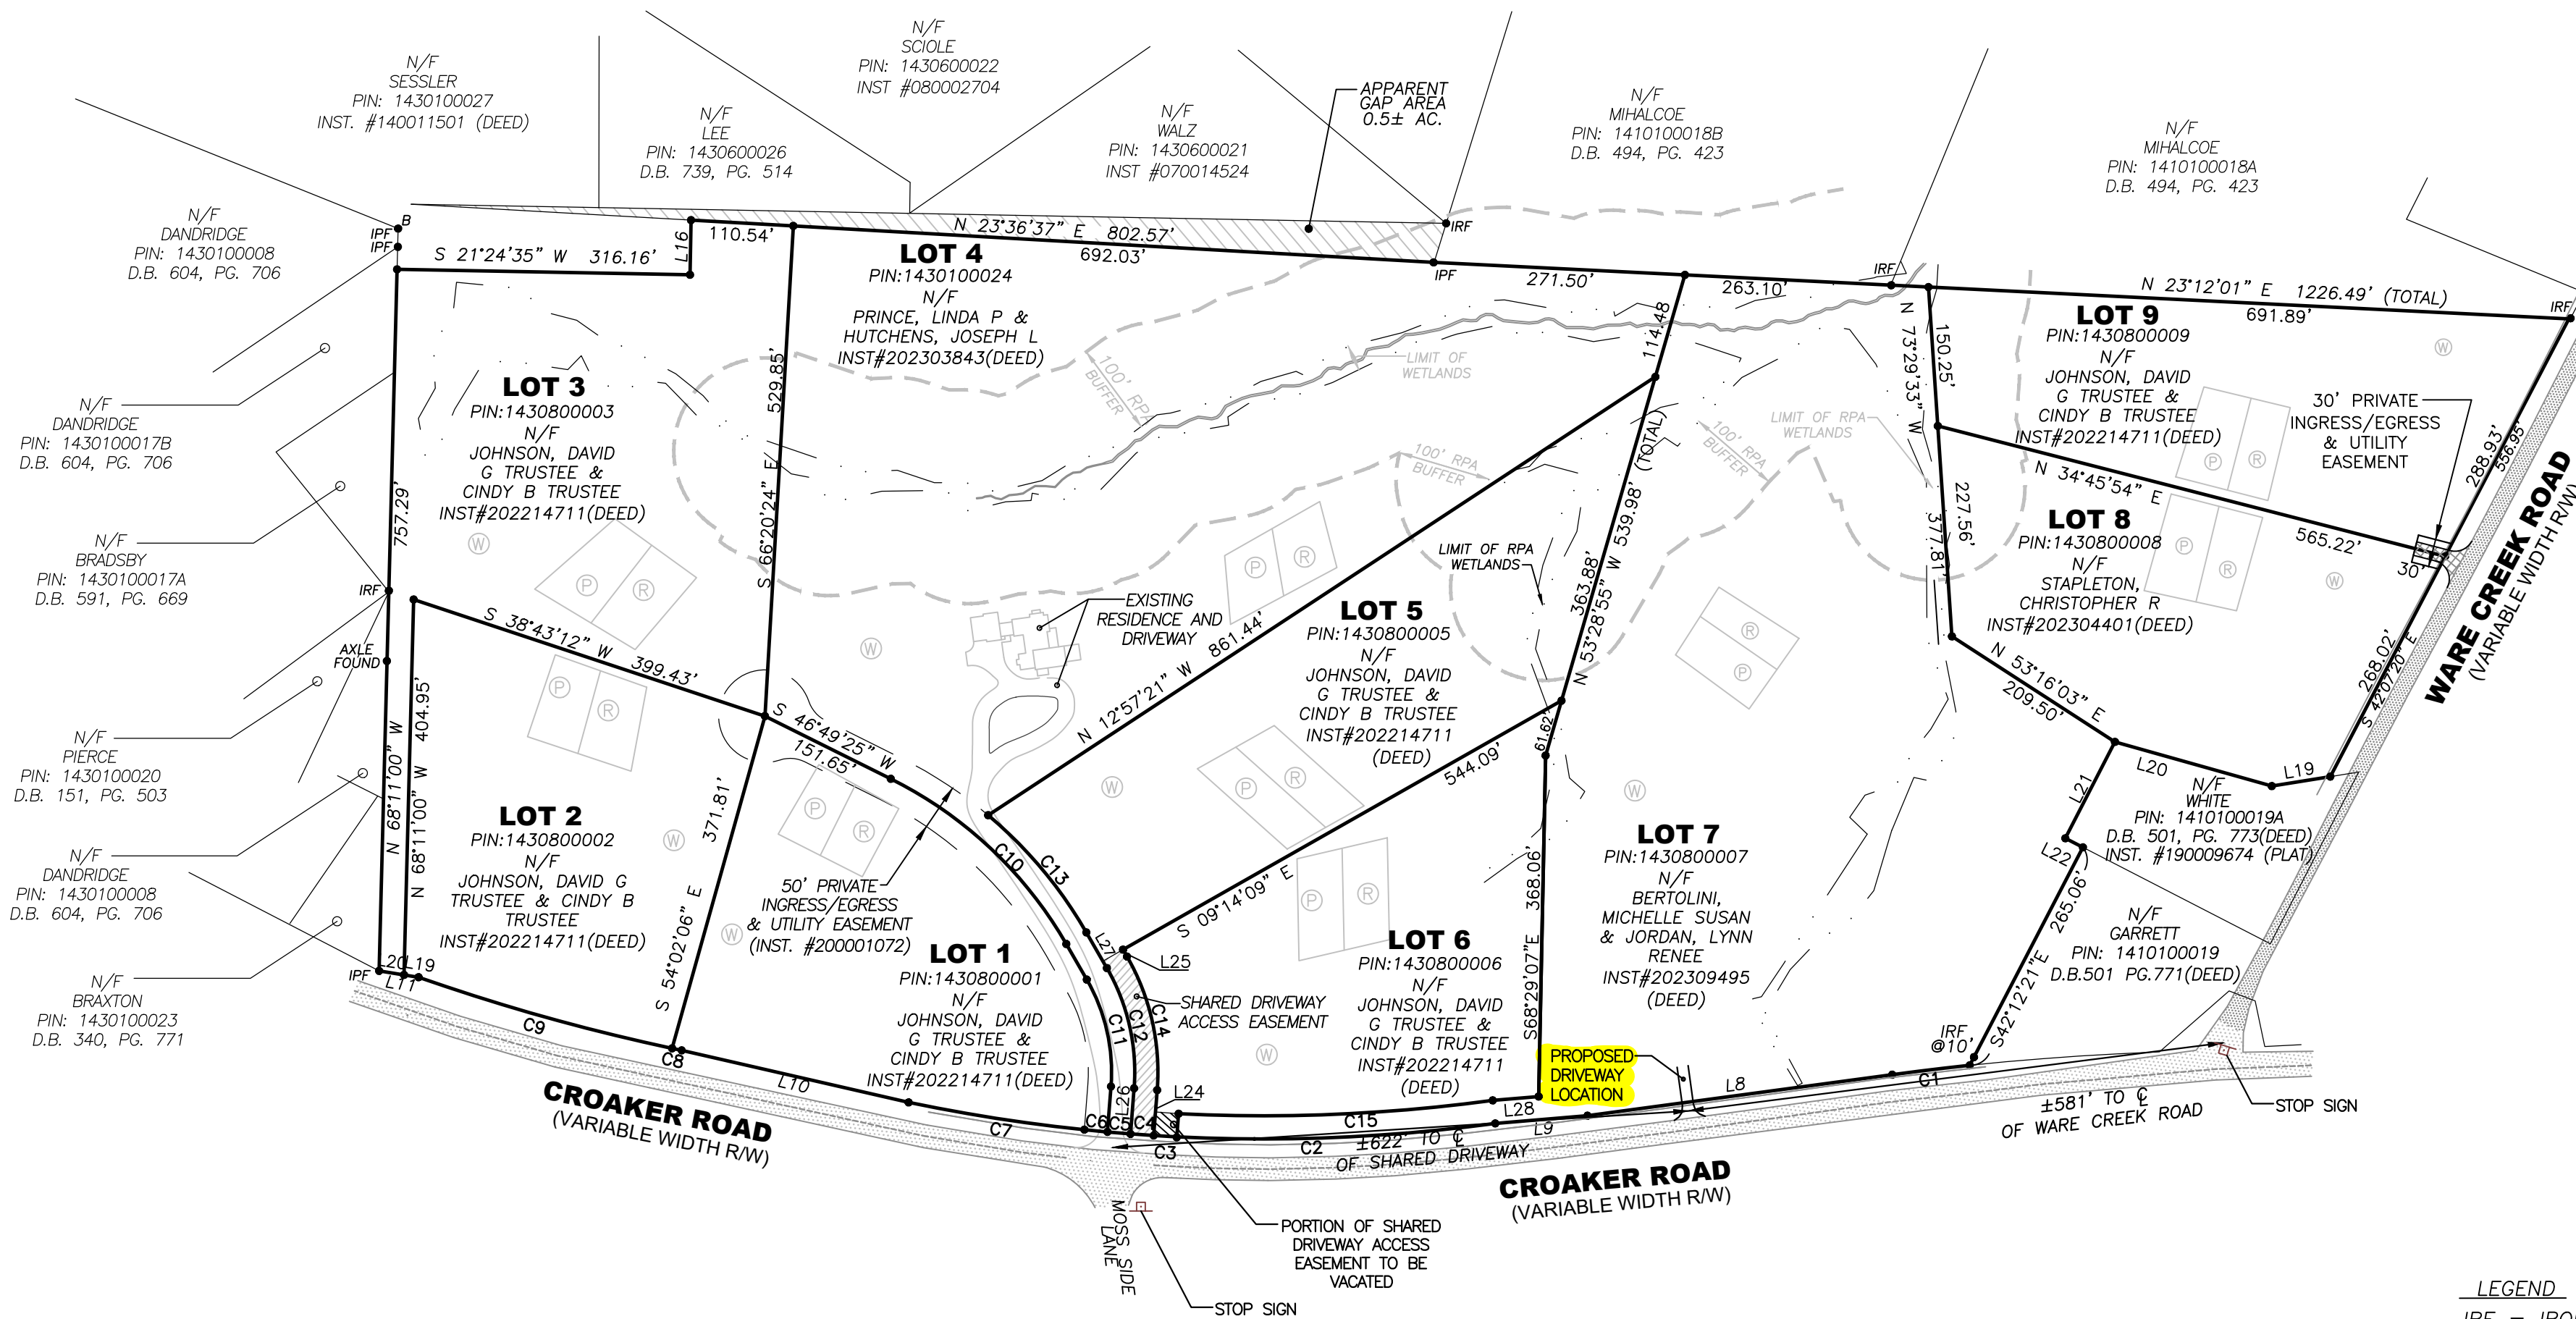 N/F
SESSLER
PIN: 1430100027
INST. #140011501 (DEED)
N/F
SCIOLE
PIN: 1430600022
INST #080002704
N/F
LEE
PIN: 1430600026
D.B. 739, PG. 514
N/F
WALZ
PIN: 1430600021
INST #070014524
APPARENT
GAP AREA
0.5± AC.
N/F
MIHALCOE
PIN: 1410100018B
D.B. 494, PG. 423
N/F
MIHALCOE
PIN: 1410100018A
D.B. 494, PG. 423
N/F
DANDRIDGE
PIN: 1430100008
D.B. 604, PG. 706
B
IPF
IPF
S 21°24'35" W 316.16'
L16
110.54'
N 23°36'37" E 802.57'
692.03'
IRF
IPF
271.50'
263.10'
IRF
N 23°12'01" E 1226.49' (TOTAL)
691.89'
IRF
LOT 4
PIN:1430100024
N/F
PRINCE, LINDA P &
HUTCHENS, JOSEPH L
INST#202303843(DEED)
100' RPA
BUFFER
LIMIT OF
WETLANDS
114.48
LOT 9
PIN:1430800009
N/F
JOHNSON, DAVID
G TRUSTEE &
CINDY B TRUSTEE
INST#202214711(DEED)
150.25'
N 73°29'33" W
W
P
R
30' PRIVATE
INGRESS/EGRESS
& UTILITY
EASEMENT
288.93'
556.95'
WARE CREEK ROAD
(VARIABLE WIDTH R/W)
N/F
DANDRIDGE
PIN: 1430100017B
D.B. 604, PG. 706
LOT 3
PIN:1430800003
N/F
JOHNSON, DAVID
G TRUSTEE &
CINDY B TRUSTEE
INST#202214711(DEED)
757.29'
529.85'
S 66°20'24" E
W
P
R
100' RPA
BUFFER
100' RPA
BUFFER
LIMIT OF RPA
WETLANDS
N 34°45'54" E
565.22'
30'
LOT 8
PIN:1430800008
N/F
STAPLETON,
CHRISTOPHER R
INST#202304401(DEED)
227.56'
377.81'
P
R
W
N/F
BRADSBY
PIN: 1430100017A
D.B. 591, PG. 669
IRF
AXLE
FOUND
S 38°43'12" W 399.43'
EXISTING
RESIDENCE AND
DRIVEWAY
W
P
R
N 12°57'21" W 861.44'
LIMIT OF RPA
WETLANDS
LOT 5
PIN:1430800005
N/F
JOHNSON, DAVID
G TRUSTEE &
CINDY B TRUSTEE
INST#202214711
(DEED)
363.88'
N 53°28'55" W 539.98' (TOTAL)
R
P
N 53°16'03" E
209.50'
268.02'
S 42°07'20" E
N/F
PIERCE
PIN: 1430100020
D.B. 151, PG. 503
N 68°11'00" W
N 68°11'00" W 404.95'
P
R
S 46°49'25" W
151.65'
371.81'
S 54°02'06" E
W
P
R
W
P
R
544.09'
S 09°14'09" E
61.62'
W
L21
L20
L19
L22
N/F
WHITE
PIN: 1410100019A
D.B. 501, PG. 773(DEED)
INST. #190009674 (PLAT)
N/F
DANDRIDGE
PIN: 1430100008
D.B. 604, PG. 706
LOT 2
PIN:1430800002
N/F
JOHNSON, DAVID G
TRUSTEE & CINDY B
TRUSTEE
INST#202214711(DEED)
W
50' PRIVATE
INGRESS/EGRESS
& UTILITY EASEMENT
(INST. #200001072)
C10
C13
L27
L25
P
R
368.06'
S68°29'07"E
LOT 7
PIN:1430800007
N/F
BERTOLINI,
MICHELLE SUSAN
& JORDAN, LYNN
RENEE
INST#202309495
(DEED)
265.06'
S42°12'21"E
N/F
GARRETT
PIN: 1410100019
D.B.501 PG.771(DEED)
N/F
BRAXTON
PIN: 1430100023
D.B. 340, PG. 771
IPF
L20
L19
L11
C9
C8
L10
LOT 1
PIN:1430800001
N/F
JOHNSON, DAVID
G TRUSTEE &
CINDY B TRUSTEE
INST#202214711(DEED)
SHARED DRIVEWAY
ACCESS EASEMENT
C11
C12
C14
L26
L24
W
LOT 6
PIN:1430800006
N/F
JOHNSON, DAVID
G TRUSTEE &
CINDY B TRUSTEE
INST#202214711
(DEED)
PROPOSED
DRIVEWAY
LOCATION
IRF
@10'
L8
C1
±581' TO ℄
OF WARE CREEK ROAD
STOP SIGN
C7
C6
C5
C4
C3
C15
C2
L28
L9
±622' TO ℄
OF SHARED DRIVEWAY
CROAKER ROAD
(VARIABLE WIDTH R/W)
CROAKER ROAD
(VARIABLE WIDTH R/W)
MOSS SIDE
LANE
PORTION OF SHARED
DRIVEWAY ACCESS
EASEMENT TO BE
VACATED
STOP SIGN
LEGEND